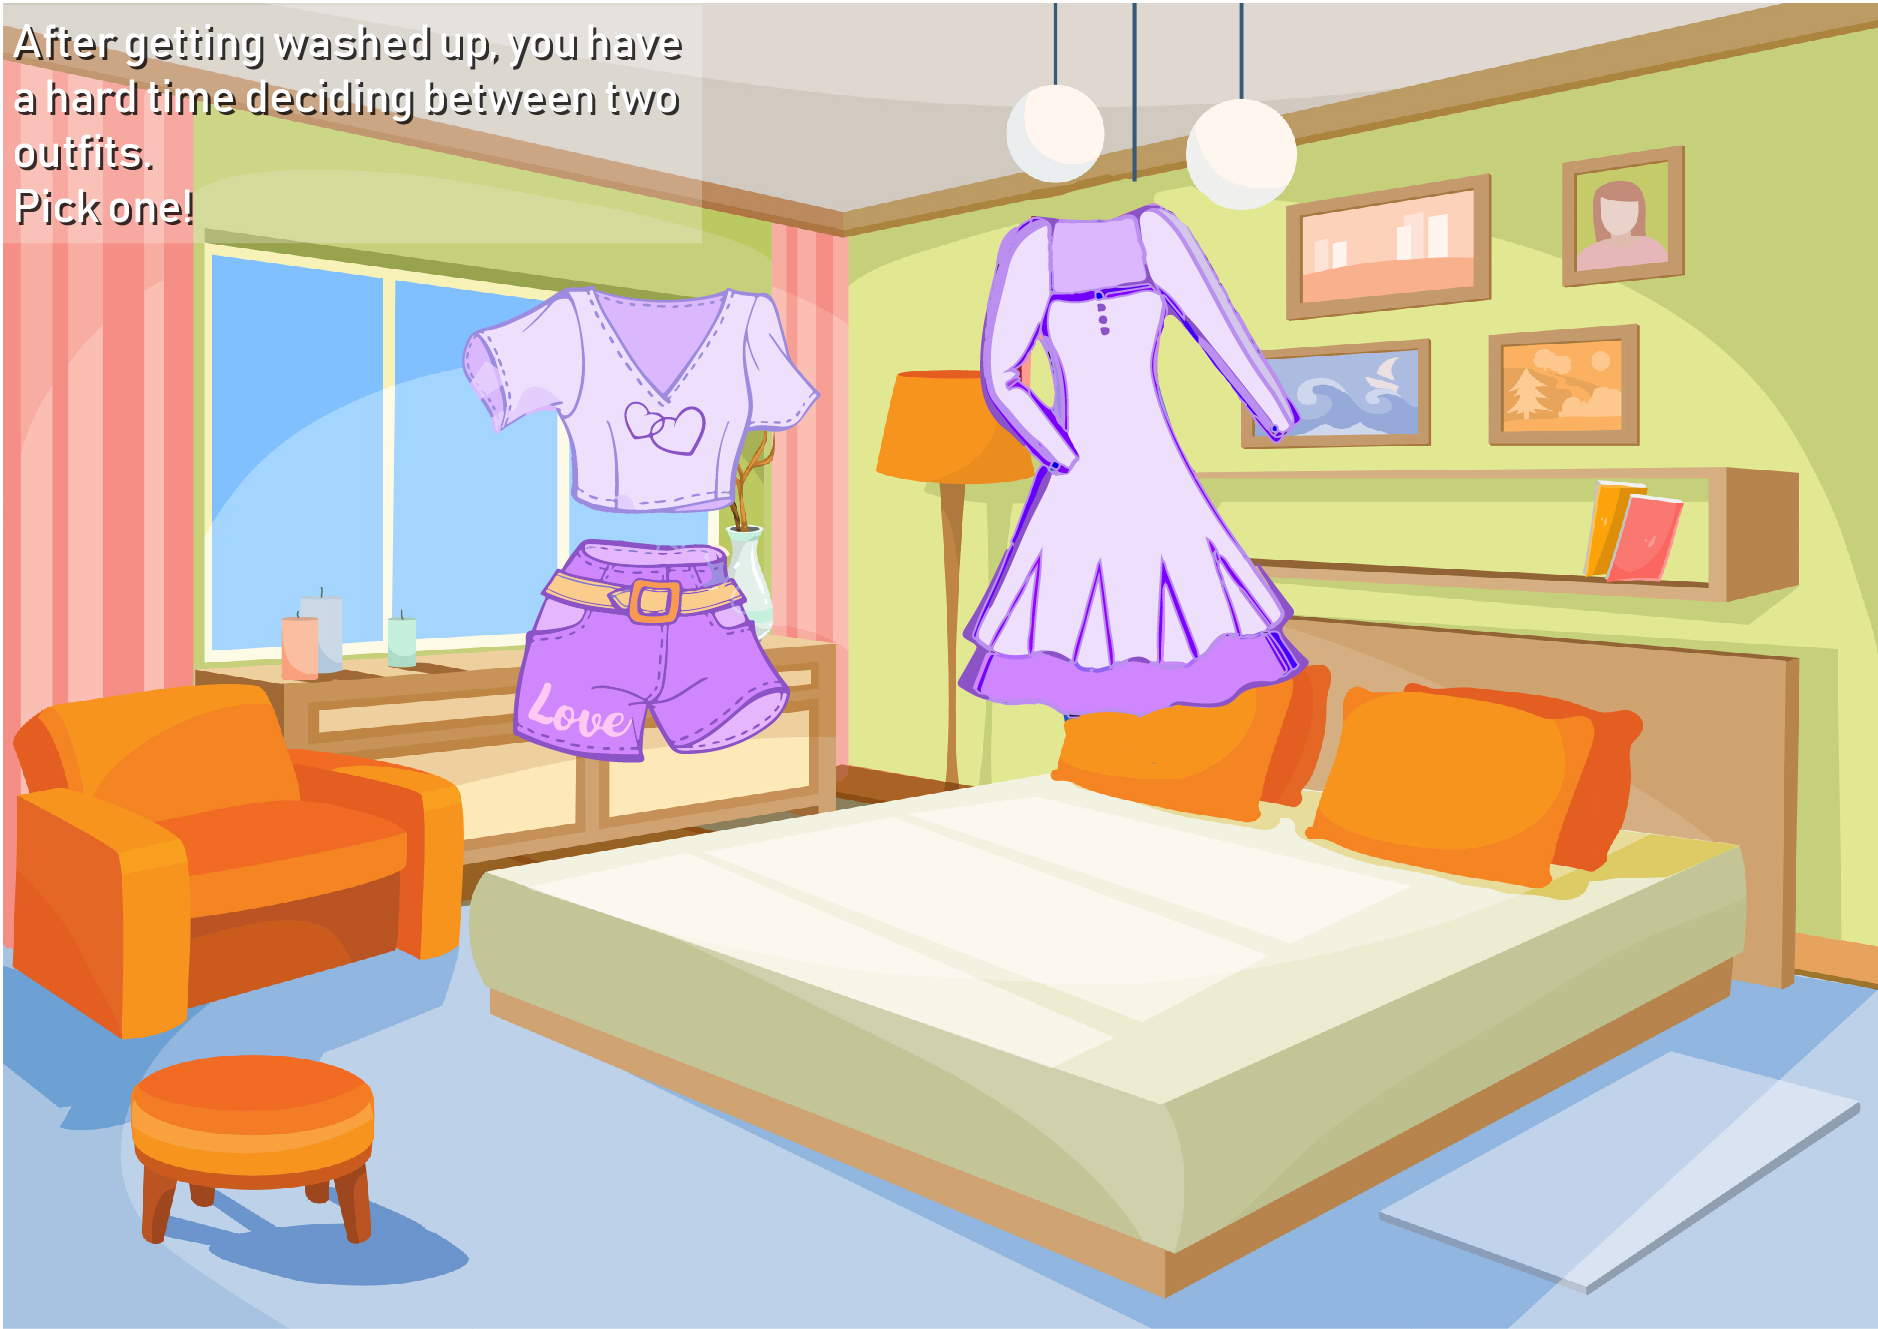 After getting washed up, you have
a hard time deciding between two
outfits.
Pick one!
Love